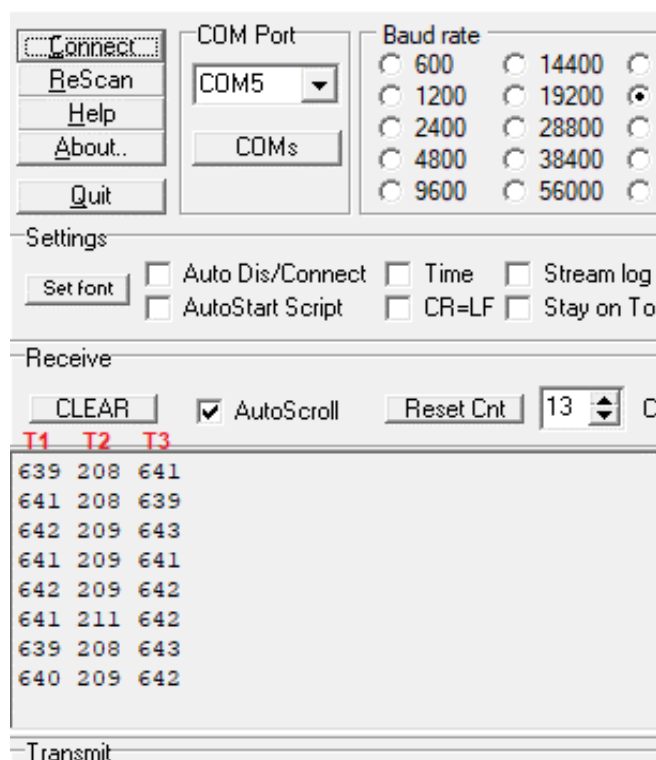 Connect
ReScan
Help
About..
Quit
COM Port
COM5
COMs
Baud rate
600 14400
1200 19200
2400 28800
4800 38400
9600 56000
Settings
Set font
Auto Dis/Connect Time Stream log
AutoStart Script CR=LF Stay on To
Receive
CLEAR AutoScroll Reset Cnt 13 C
T1 T2 T3
639 208 641
641 208 639
642 209 643
641 209 641
642 209 642
641 211 642
639 208 643
640 209 642
Transmit